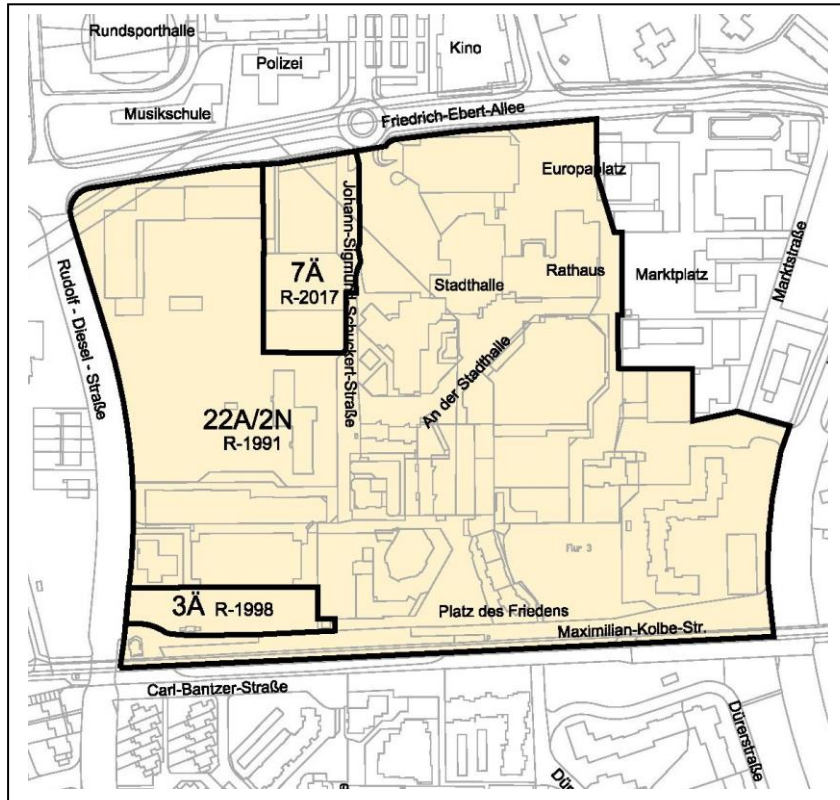 Rundsporthalle
Polizei
Kino
Musikschule
Friedrich-Ebert-Allee
Europaplatz
Johann-Sigmund-Schuckert-Straße
7Ä
R-2017
Stadthalle
Rathaus
Marktplatz
Marktstraße
Rudolf - Diesel - Straße
An der Stadthalle
22A/2N
R-1991
Flur 3
3Ä R-1998
Platz des Friedens
Maximilian-Kolbe-Str.
Carl-Bantzer-Straße
Dürerstraße